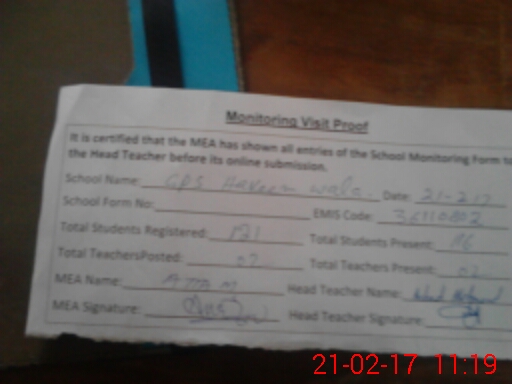 Monitoring Visit Proof
It is certified that the MEA has shown all entries of the School Monitoring Form to
the Head Teacher before its online submission.
School Name: GPS Hakeem wala Date: 21-2-17
School Form No: EMIS Code:
Total Students Registered: 121 Total Students Present: 116
Total TeachersPosted: 02 Total Teachers Present: 02
MEA Name: Head Teacher Name:
MEA Signature: Head Teacher Signature:
21-02-17 11:19